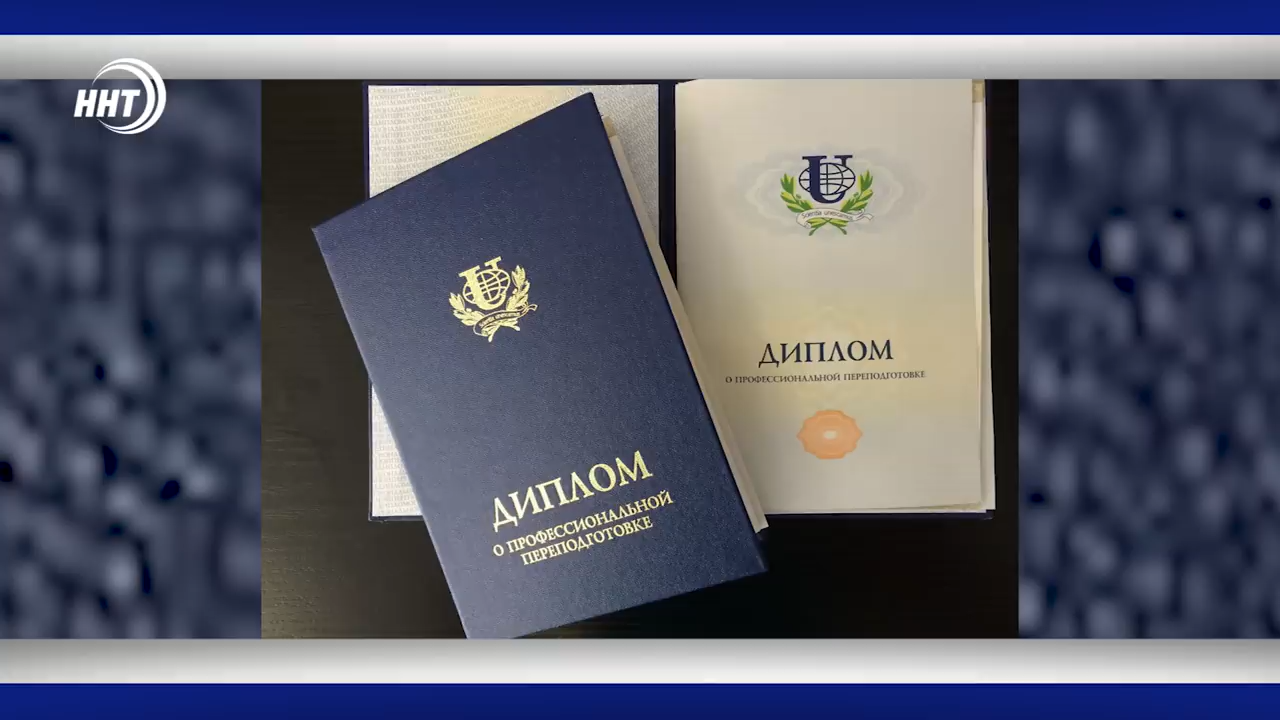 ННТ
ДИПЛОМ
О ПРОФЕССИОНАЛЬНОЙ ПЕРЕПОДГОТОВКЕ
ДИПЛОМ
О ПРОФЕССИОНАЛЬНОЙ
ПЕРЕПОДГОТОВКЕ